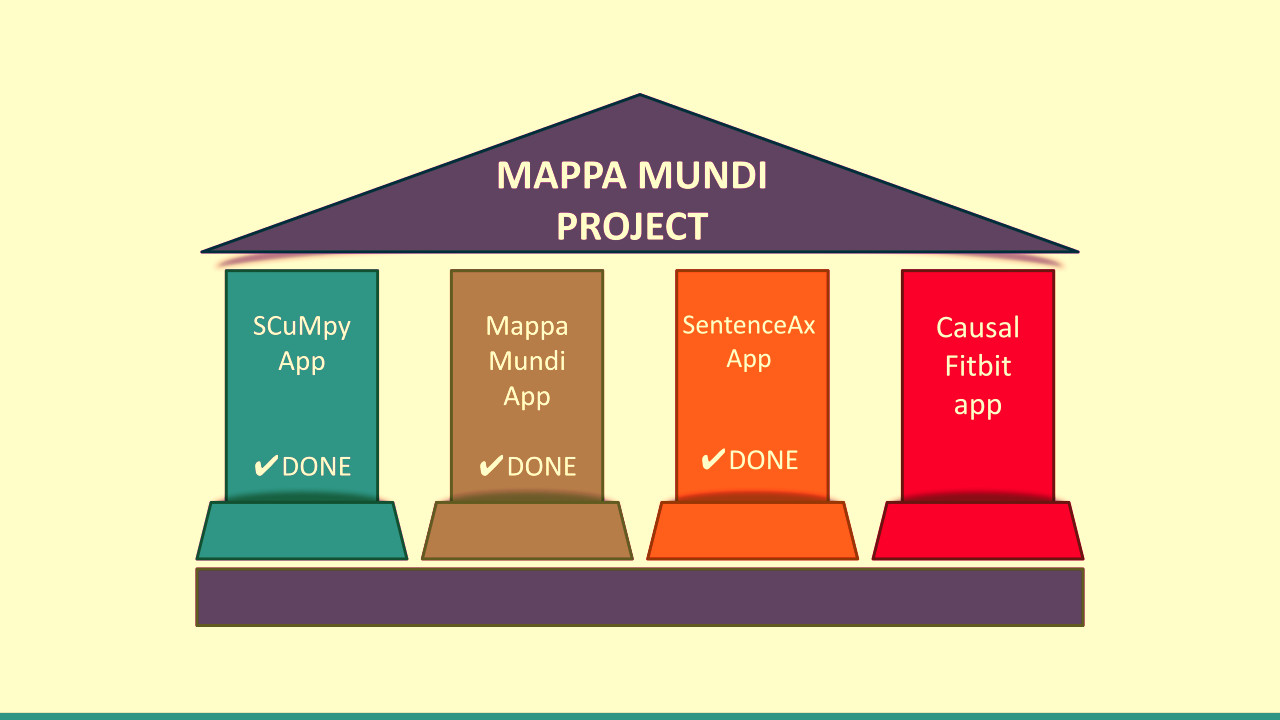 MAPPA MUNDI
PROJECT
SCuMpy
App
✔DONE
Mappa
Mundi
App
✔DONE
SentenceAx
App
✔DONE
Causal
Fitbit
app